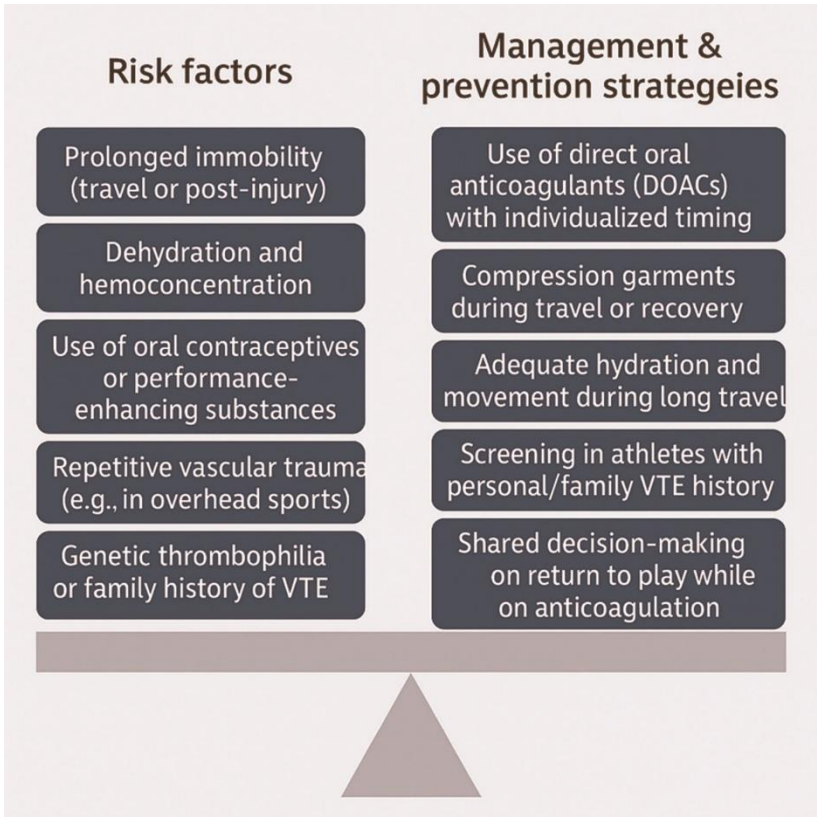 Risk factors
Prolonged immobility
(travel or post-injury)
Dehydration and
hemoconcentration
Use of oral contraceptives
or performance-
enhancing substances
Repetitive vascular trauma
(e.g., in overhead sports)
Genetic thrombophilia
or family history of VTE
Management &
prevention strategeies
Use of direct oral
anticoagulants (DOACs)
with individualized timing
Compression garments
during travel or recovery
Adequate hydration and
movement during long travel
Screening in athletes with
personal/family VTE history
Shared decision-making
on return to play while
on anticoagulation